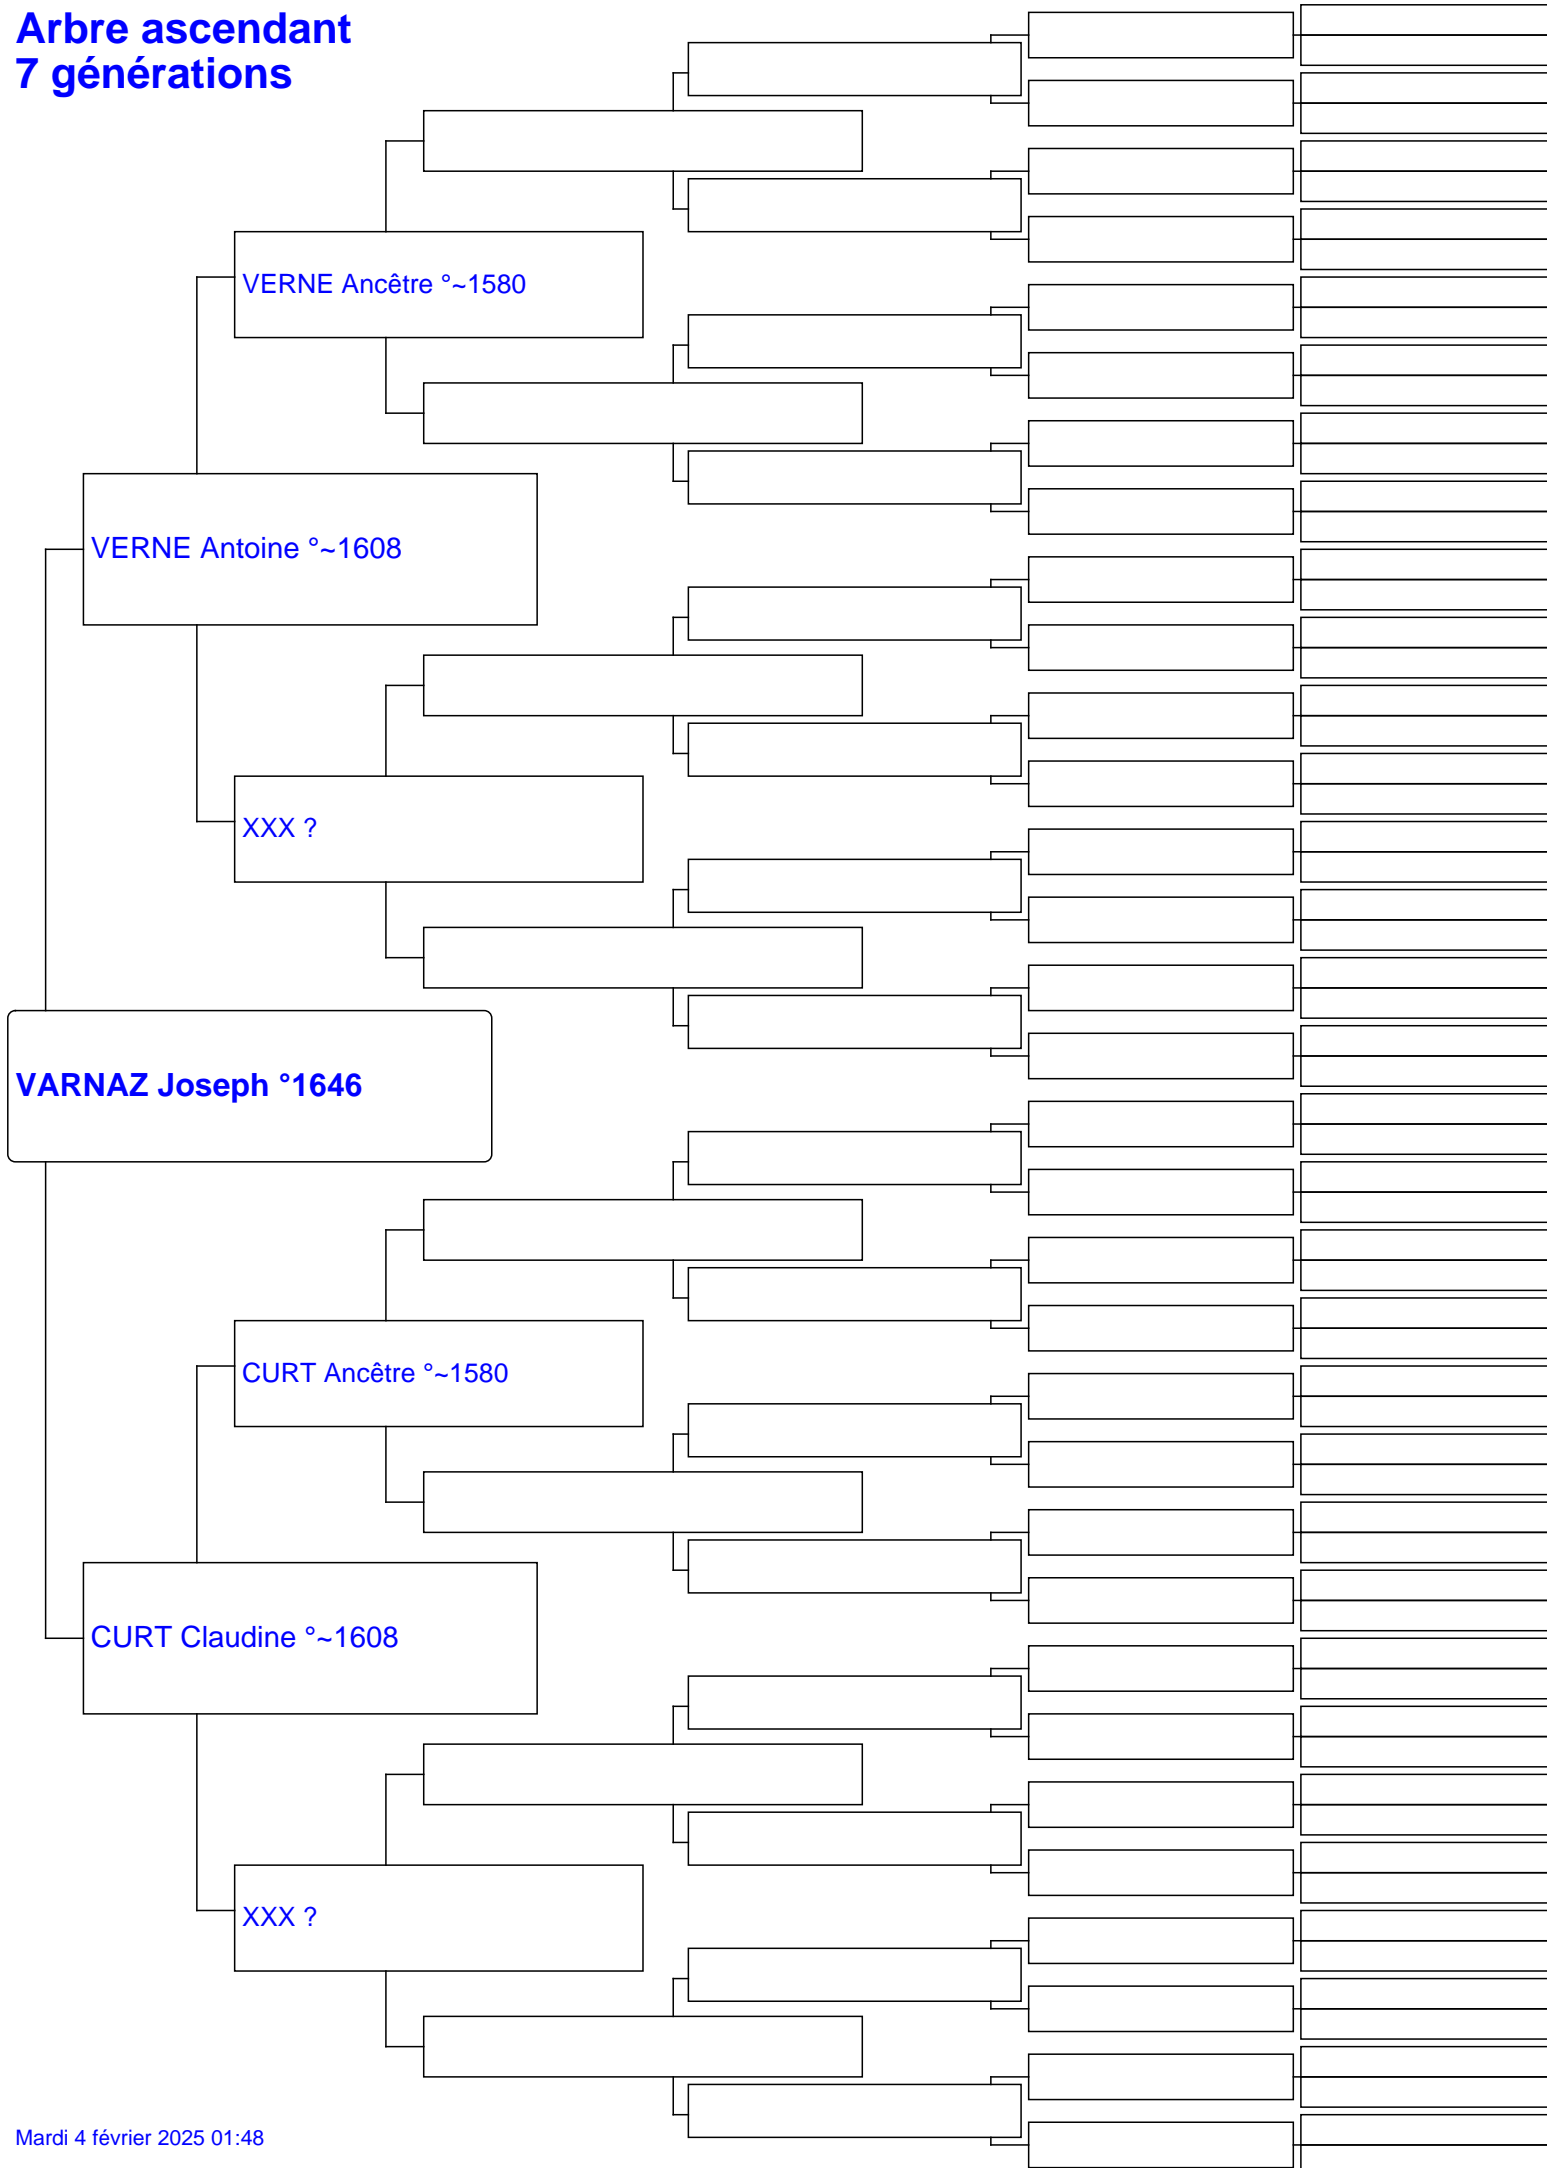 Arbre ascendant
7 générations
VERNE Ancêtre °~1580
VERNE Antoine °~1608
XXX ?
VARNAZ Joseph °1646
CURT Ancêtre °~1580
CURT Claudine °~1608
XXX ?
Mardi 4 février 2025 01:48